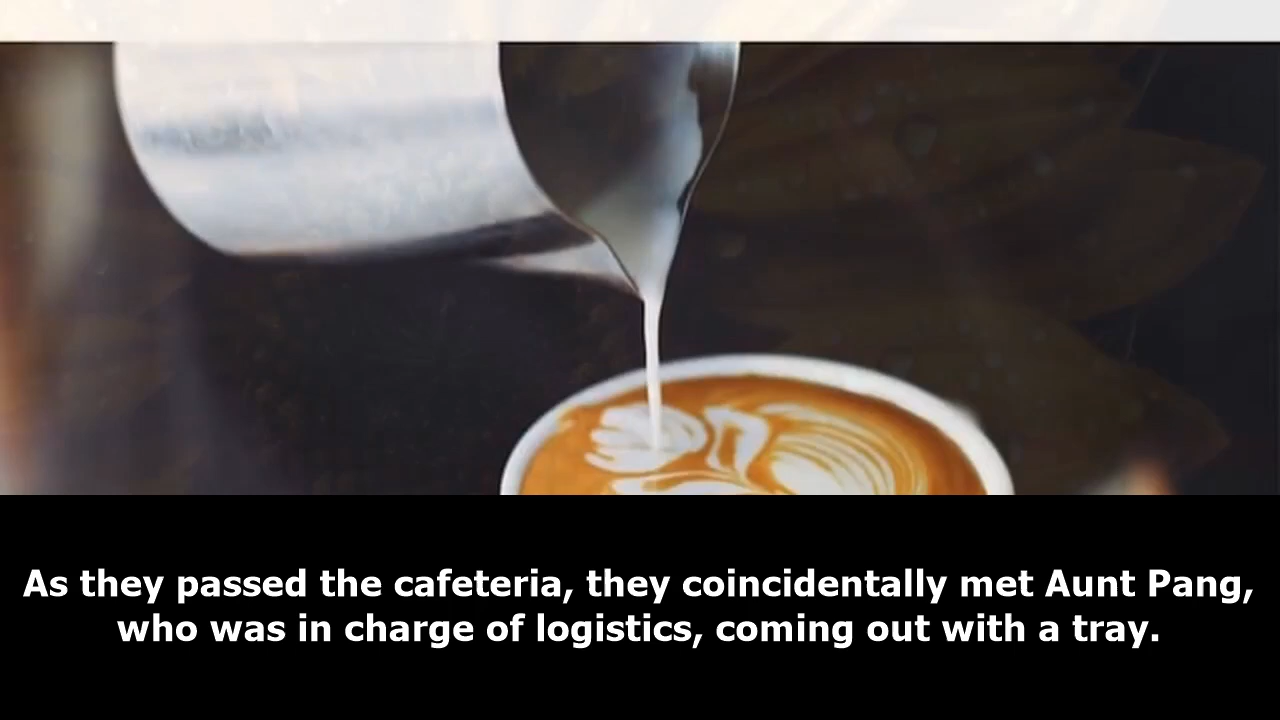 As they passed the cafeteria, they coincidentally met Aunt Pang,
who was in charge of logistics, coming out with a tray.